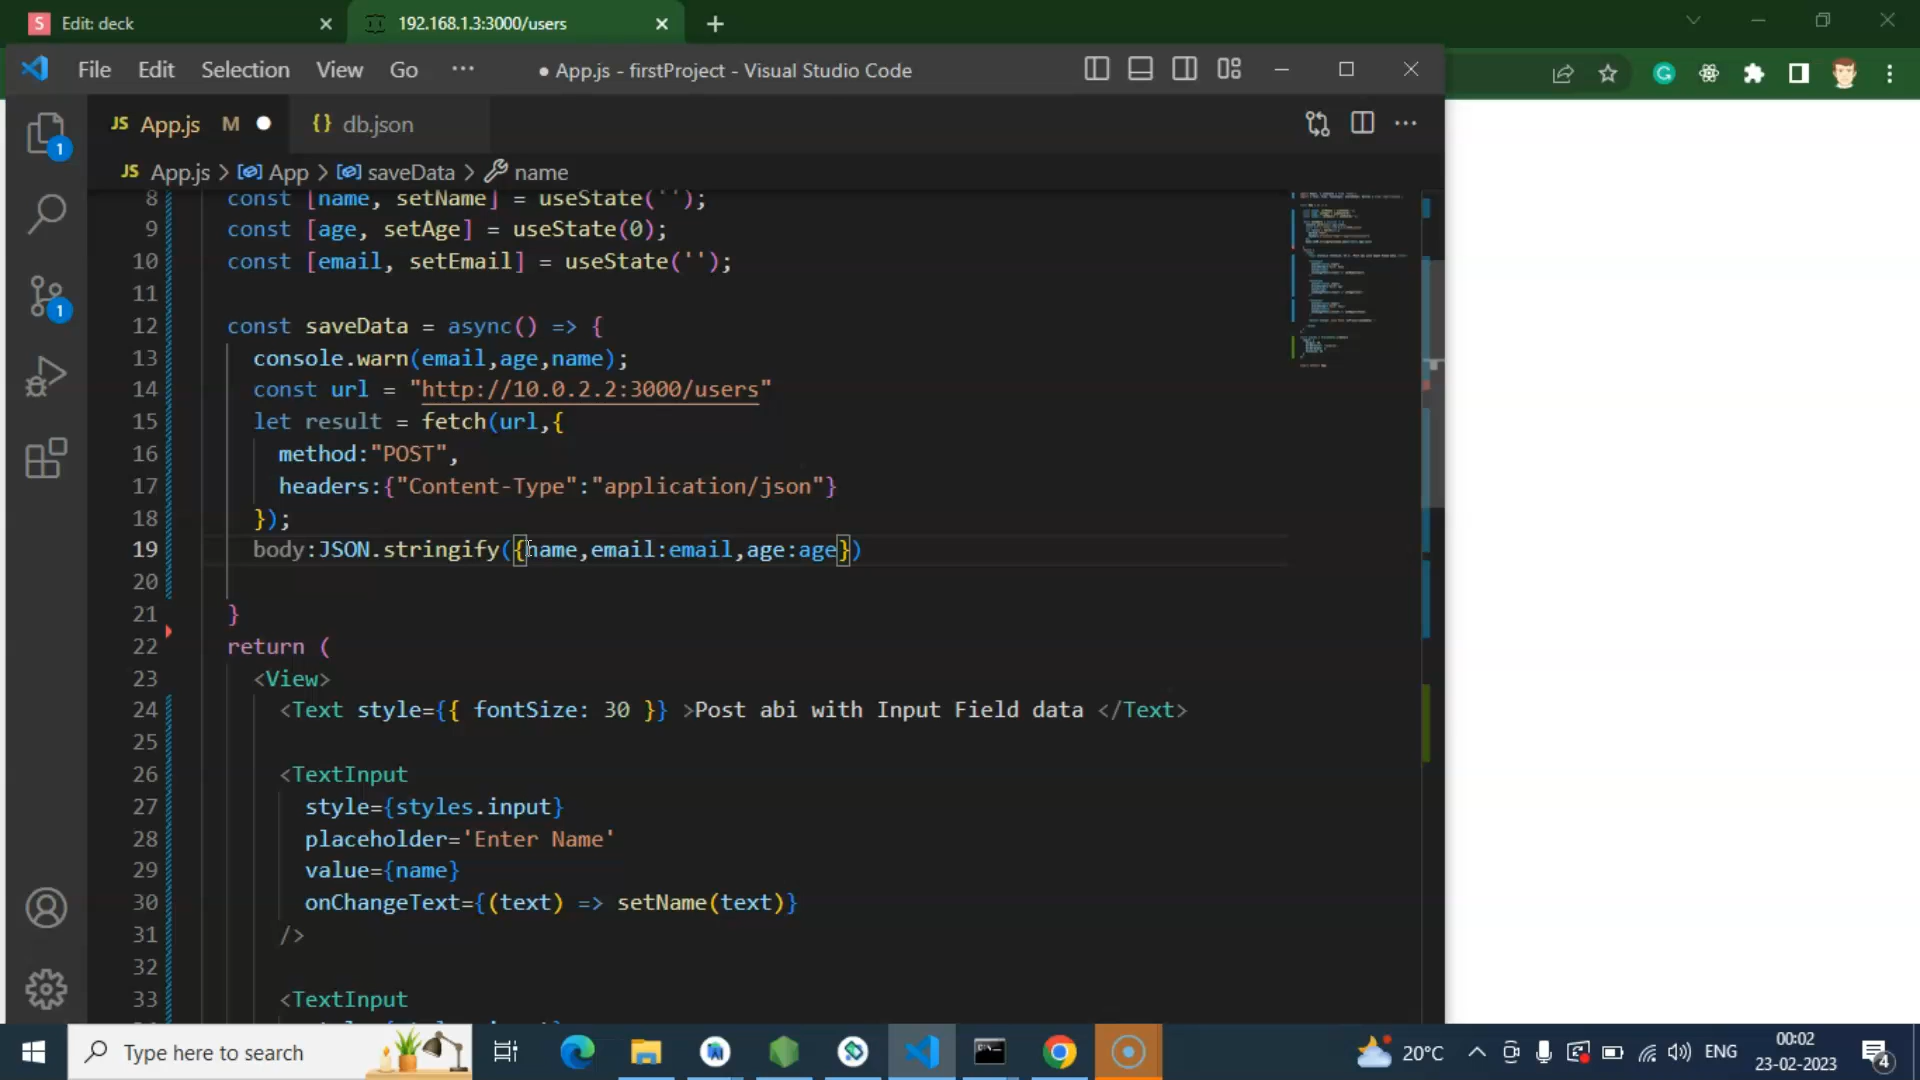 S Edit: deck
192.168.1.3:3000/users
File Edit Selection View Go ··· ● App.js - firstProject - Visual Studio Code
JS App.js M
{} db.json
JS App.js > App > saveData > name
8 const [name, setName] = useState('');
9 const [age, setAge] = useState(0);
10 const [email, setEmail] = useState('');
11
12 const saveData = async() => {
13 console.warn(email,age,name);
14 const url = "http://10.0.2.2:3000/users"
15 let result = fetch(url,{
16 method:"POST",
17 headers:{"Content-Type":"application/json"}
18 });
19 body:JSON.stringify({name,email:email,age:age})
20
21 }
22 return (
23 <View>
24 <Text style={{ fontSize: 30 }} >Post abi with Input Field data </Text>
25
26 <TextInput
27 style={styles.input}
28 placeholder='Enter Name'
29 value={name}
30 onChangeText={(text) => setName(text)}
31 />
32
33 <TextInput
1
1
Type here to search
20°C
ENG
00:02
23-02-2023
4